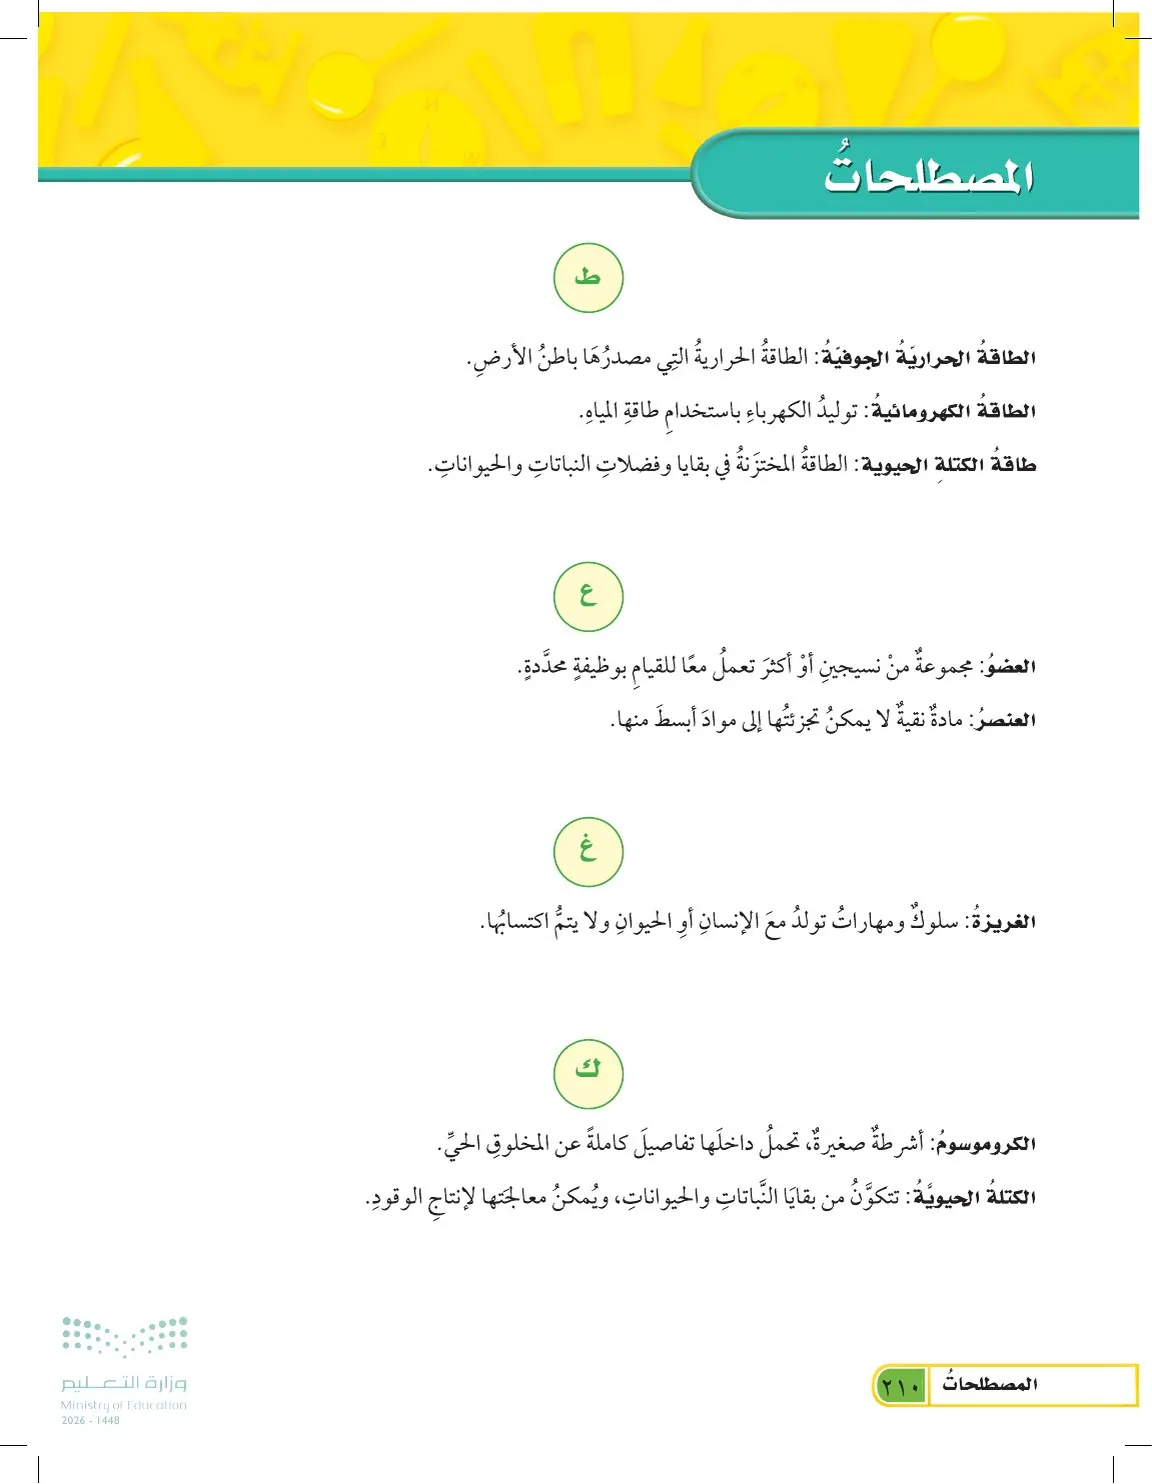 المصطلحاتُ
ط
الطاقةُ الحراريّةُ الجوفيَةُ: الطاقةُ الحراريةُ التِي مصدرُهَا باطنُ الأرضِ.
الطاقةُ الكهرومائيةُ: توليدُ الكهرباءِ باستخدامِ طاقةِ المياهِ.
طاقةُ الكتلةِ الحيوية: الطاقةُ المختزَنةُ في بقايا وفضلاتِ النباتاتِ والحيواناتِ.
ع
العضوُ: مجموعةٌ منْ نسيجينِ أوْ أكثرَ تعملُ معًا للقيامِ بوظيفةٍ محدَّدةٍ.
العنصرُ: مادةٌ نقيةٌ لا يمكنُ تجزئتُها إلى موادَ أبسطَ منها.
غ
الغريزةُ: سلوكٌ ومهاراتُ تولدُ معَ الإنسانِ أوِ الحيوانِ ولا يتمُّ اكتسابُها.
ك
الكروموسومُ: أشرطةٌ صغيرةٌ، تحملُ داخلَها تفاصيلَ كاملةً عن المخلوقِ الحيِّ.
الكتلةُ الحيويَّةُ: تتكوَّنُ من بقايَا النَّباتاتِ والحيواناتِ، ويُمكنُ معالجَتها لإنتاجِ الوقودِ.
المصطلحاتُ ٢١٠
وزارة التعليم
Ministry of Education
2026 - 1448